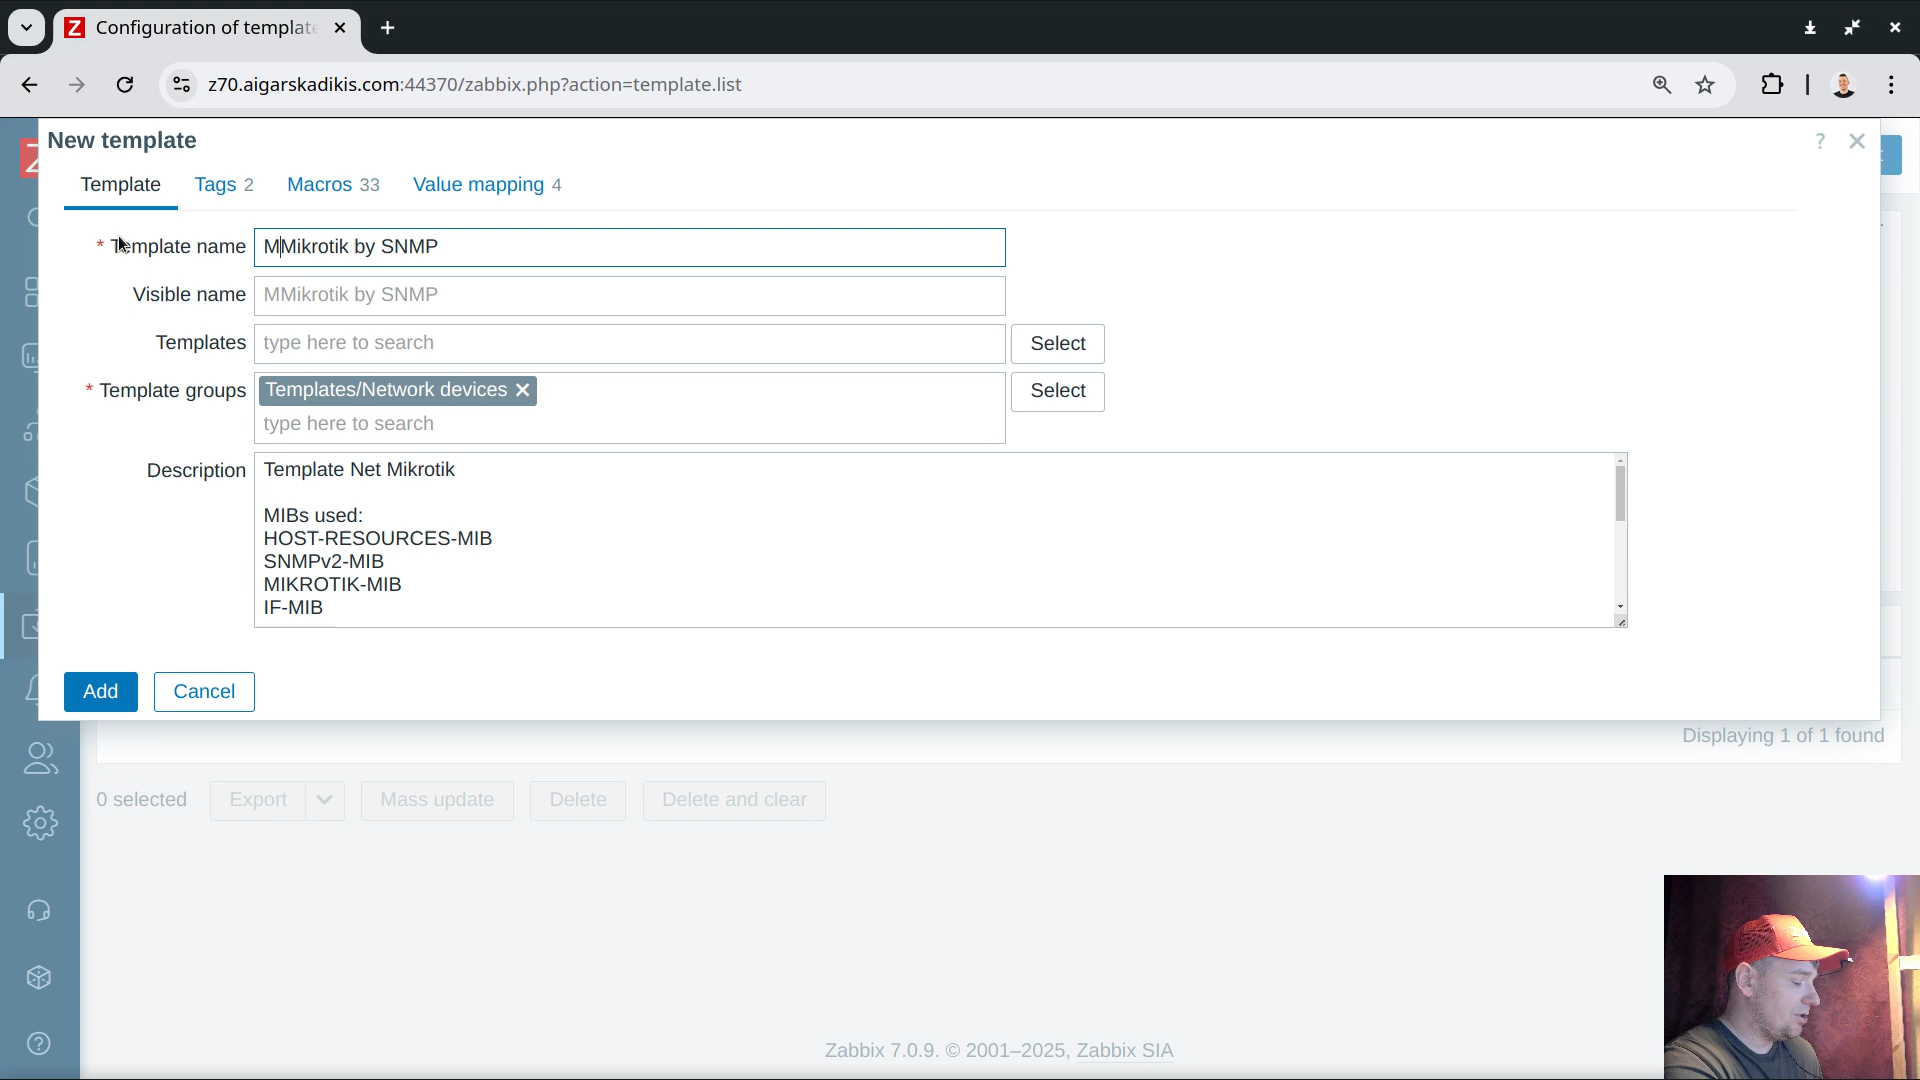 Z Configuration of template
z70.aigarskadikis.com:44370/zabbix.php?action=template.list
New template
?
Template Tags 2 Macros 33 Value mapping 4
* Template name MMikrotik by SNMP
Visible name MMikrotik by SNMP
Templates type here to search Select
* Template groups Templates/Network devices Select
type here to search
Description Template Net Mikrotik
MIBs used:
HOST-RESOURCES-MIB
SNMPv2-MIB
MIKROTIK-MIB
IF-MIB
Add Cancel
Displaying 1 of 1 found
0 selected Export Mass update Delete Delete and clear
Zabbix 7.0.9. © 2001–2025, Zabbix SIA